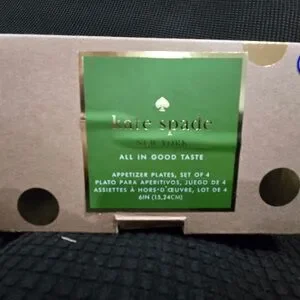 kate spade
NEW YORK
ALL IN GOOD TASTE
APPETIZER PLATES, SET OF 4
PLATO PARA APERITIVOS, JUEGO DE 4
ASSIETTES À HORS-D'ŒUVRE, LOT DE 4
6IN (15,24CM)